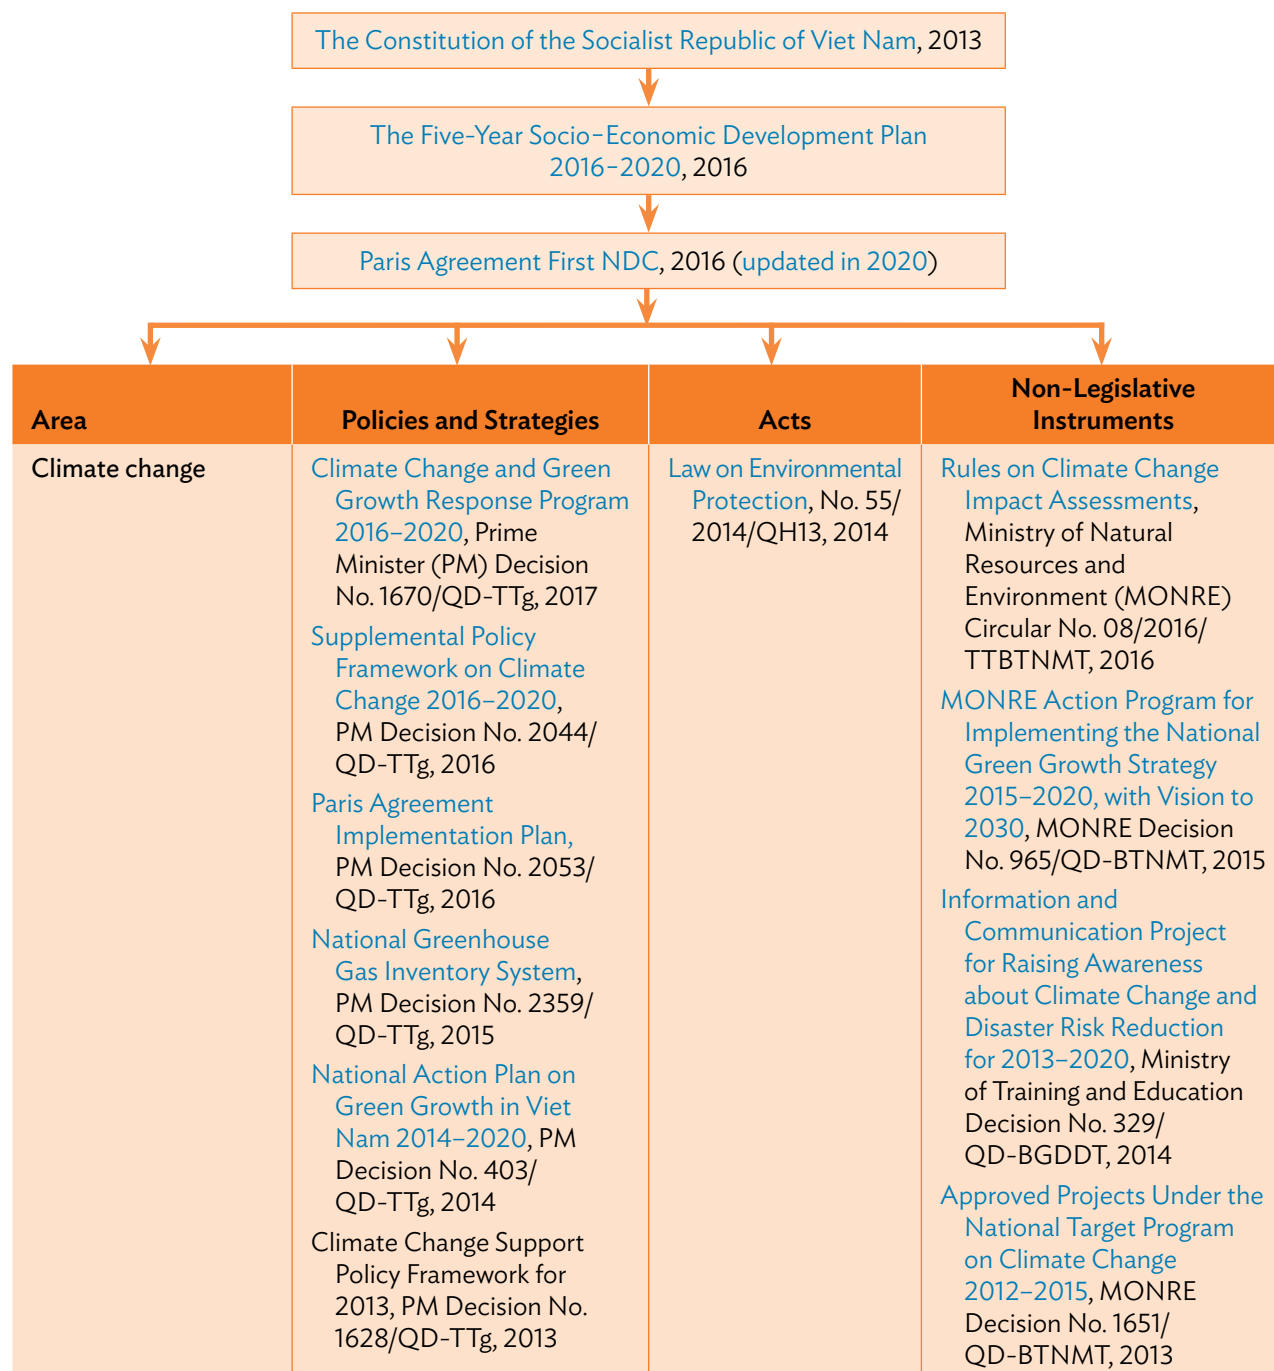 The Constitution of the Socialist Republic of Viet Nam, 2013
The Five-Year Socio-Economic Development Plan
2016-2020, 2016
Paris Agreement First NDC, 2016 (updated in 2020)
Area
Policies and Strategies
Acts
Non-Legislative
Instruments
Climate change
Climate Change and Green
Growth Response Program
2016–2020, Prime
Minister (PM) Decision
No. 1670/QD-TTg, 2017
Supplemental Policy
Framework on Climate
Change 2016–2020,
PM Decision No. 2044/
QD-TTg, 2016
Paris Agreement
Implementation Plan,
PM Decision No. 2053/
QD-TTg, 2016
National Greenhouse
Gas Inventory System,
PM Decision No. 2359/
QD-TTg, 2015
National Action Plan on
Green Growth in Viet
Nam 2014–2020, PM
Decision No. 403/
QD-TTg, 2014
Climate Change Support
Policy Framework for
2013, PM Decision No.
1628/QD-TTg, 2013
Law on Environmental
Protection, No. 55/
2014/QH13, 2014
Rules on Climate Change
Impact Assessments,
Ministry of Natural
Resources and
Environment (MONRE)
Circular No. 08/2016/
TTBTNMT, 2016
MONRE Action Program for
Implementing the National
Green Growth Strategy
2015–2020, with Vision to
2030, MONRE Decision
No. 965/QD-BTNMT, 2015
Information and
Communication Project
for Raising Awareness
about Climate Change and
Disaster Risk Reduction
for 2013–2020, Ministry
of Training and Education
Decision No. 329/
QD-BGDDT, 2014
Approved Projects Under the
National Target Program
on Climate Change
2012–2015, MONRE
Decision No. 1651/
QD-BTNMT, 2013